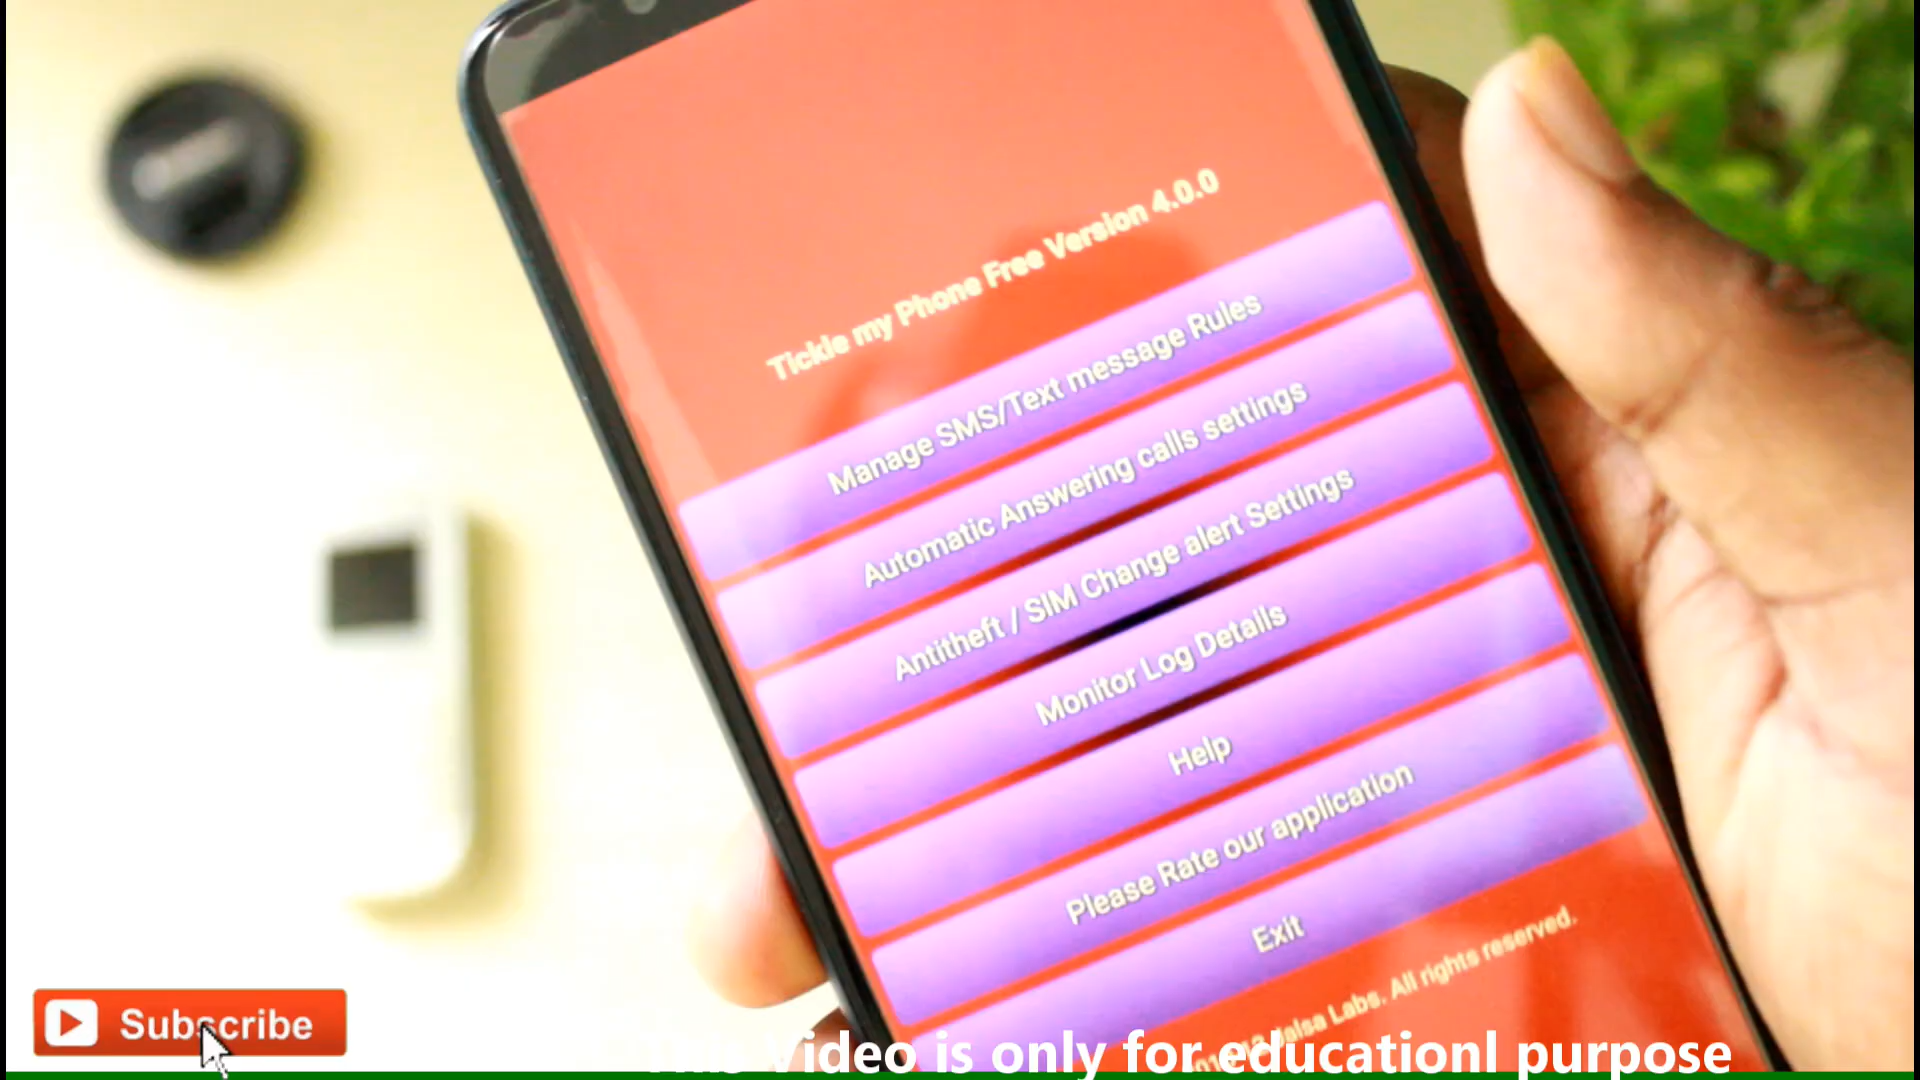 Tickle my Phone Free Version 4.0.0
Manage SMS/Text message Rules
Automatic Answering calls settings
Antitheft / SIM Change alert Settings
Monitor Log Details
Help
Please Rate our application
Exit
Labs. All rights reserved.
Subscribe
Video is only for educationl purpose